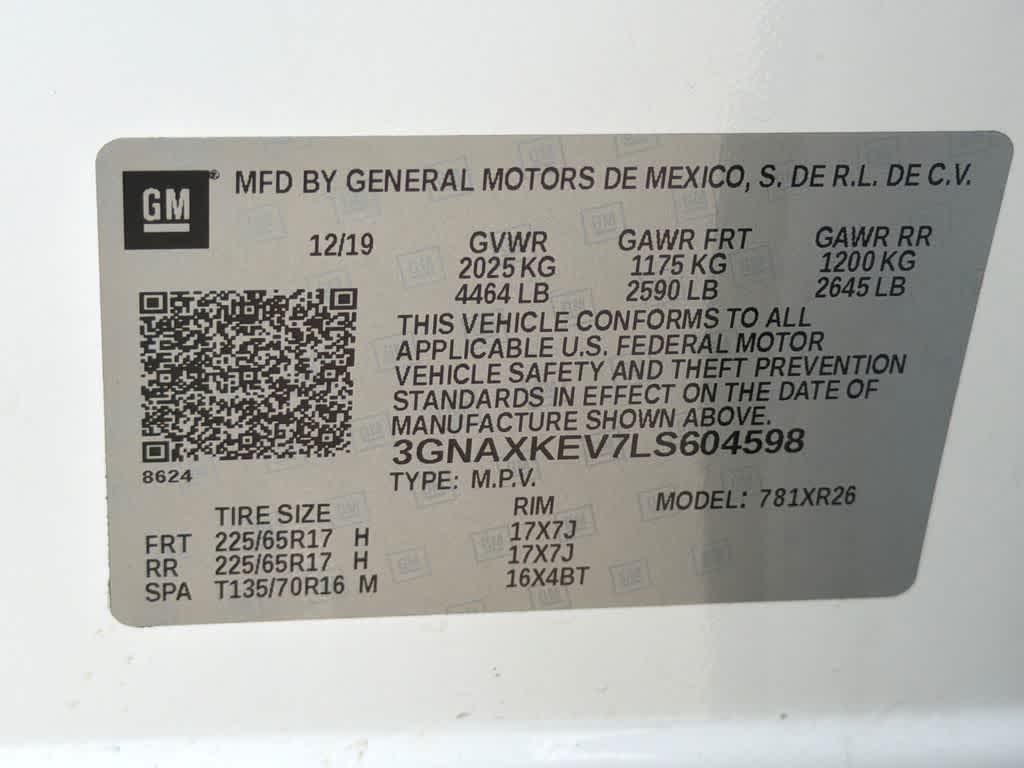 GM® MFD BY GENERAL MOTORS DE MEXICO, S. DE R.L. DE C.V.
12/19 GVWR GAWR FRT GAWR RR
2025 KG 1175 KG 1200 KG
4464 LB 2590 LB 2645 LB
THIS VEHICLE CONFORMS TO ALL
APPLICABLE U.S. FEDERAL MOTOR
VEHICLE SAFETY AND THEFT PREVENTION
STANDARDS IN EFFECT ON THE DATE OF
MANUFACTURE SHOWN ABOVE.
3GNAXKEV7LS604598
8624 TYPE: M.P.V. MODEL: 781XR26
TIRE SIZE RIM
FRT 225/65R17 H 17X7J
RR 225/65R17 H 17X7J
SPA T135/70R16 M 16X4BT